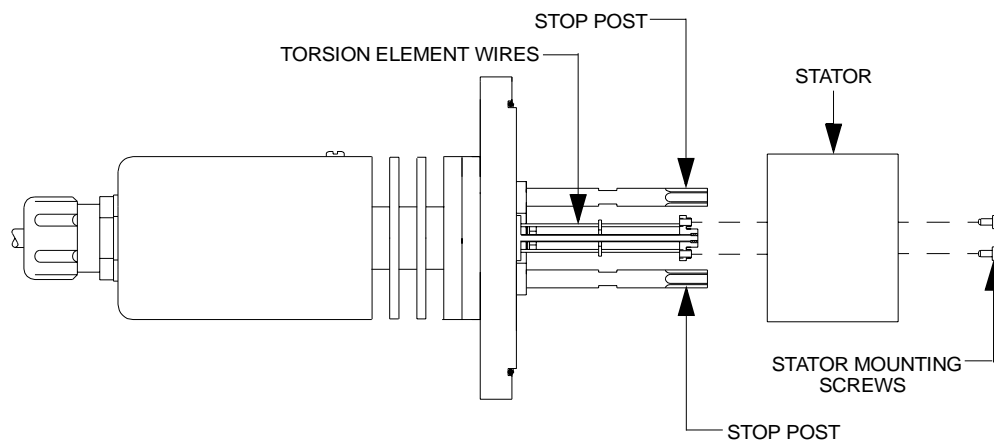 STOP POST
TORSION ELEMENT WIRES
STATOR
STATOR MOUNTING
SCREWS
STOP POST